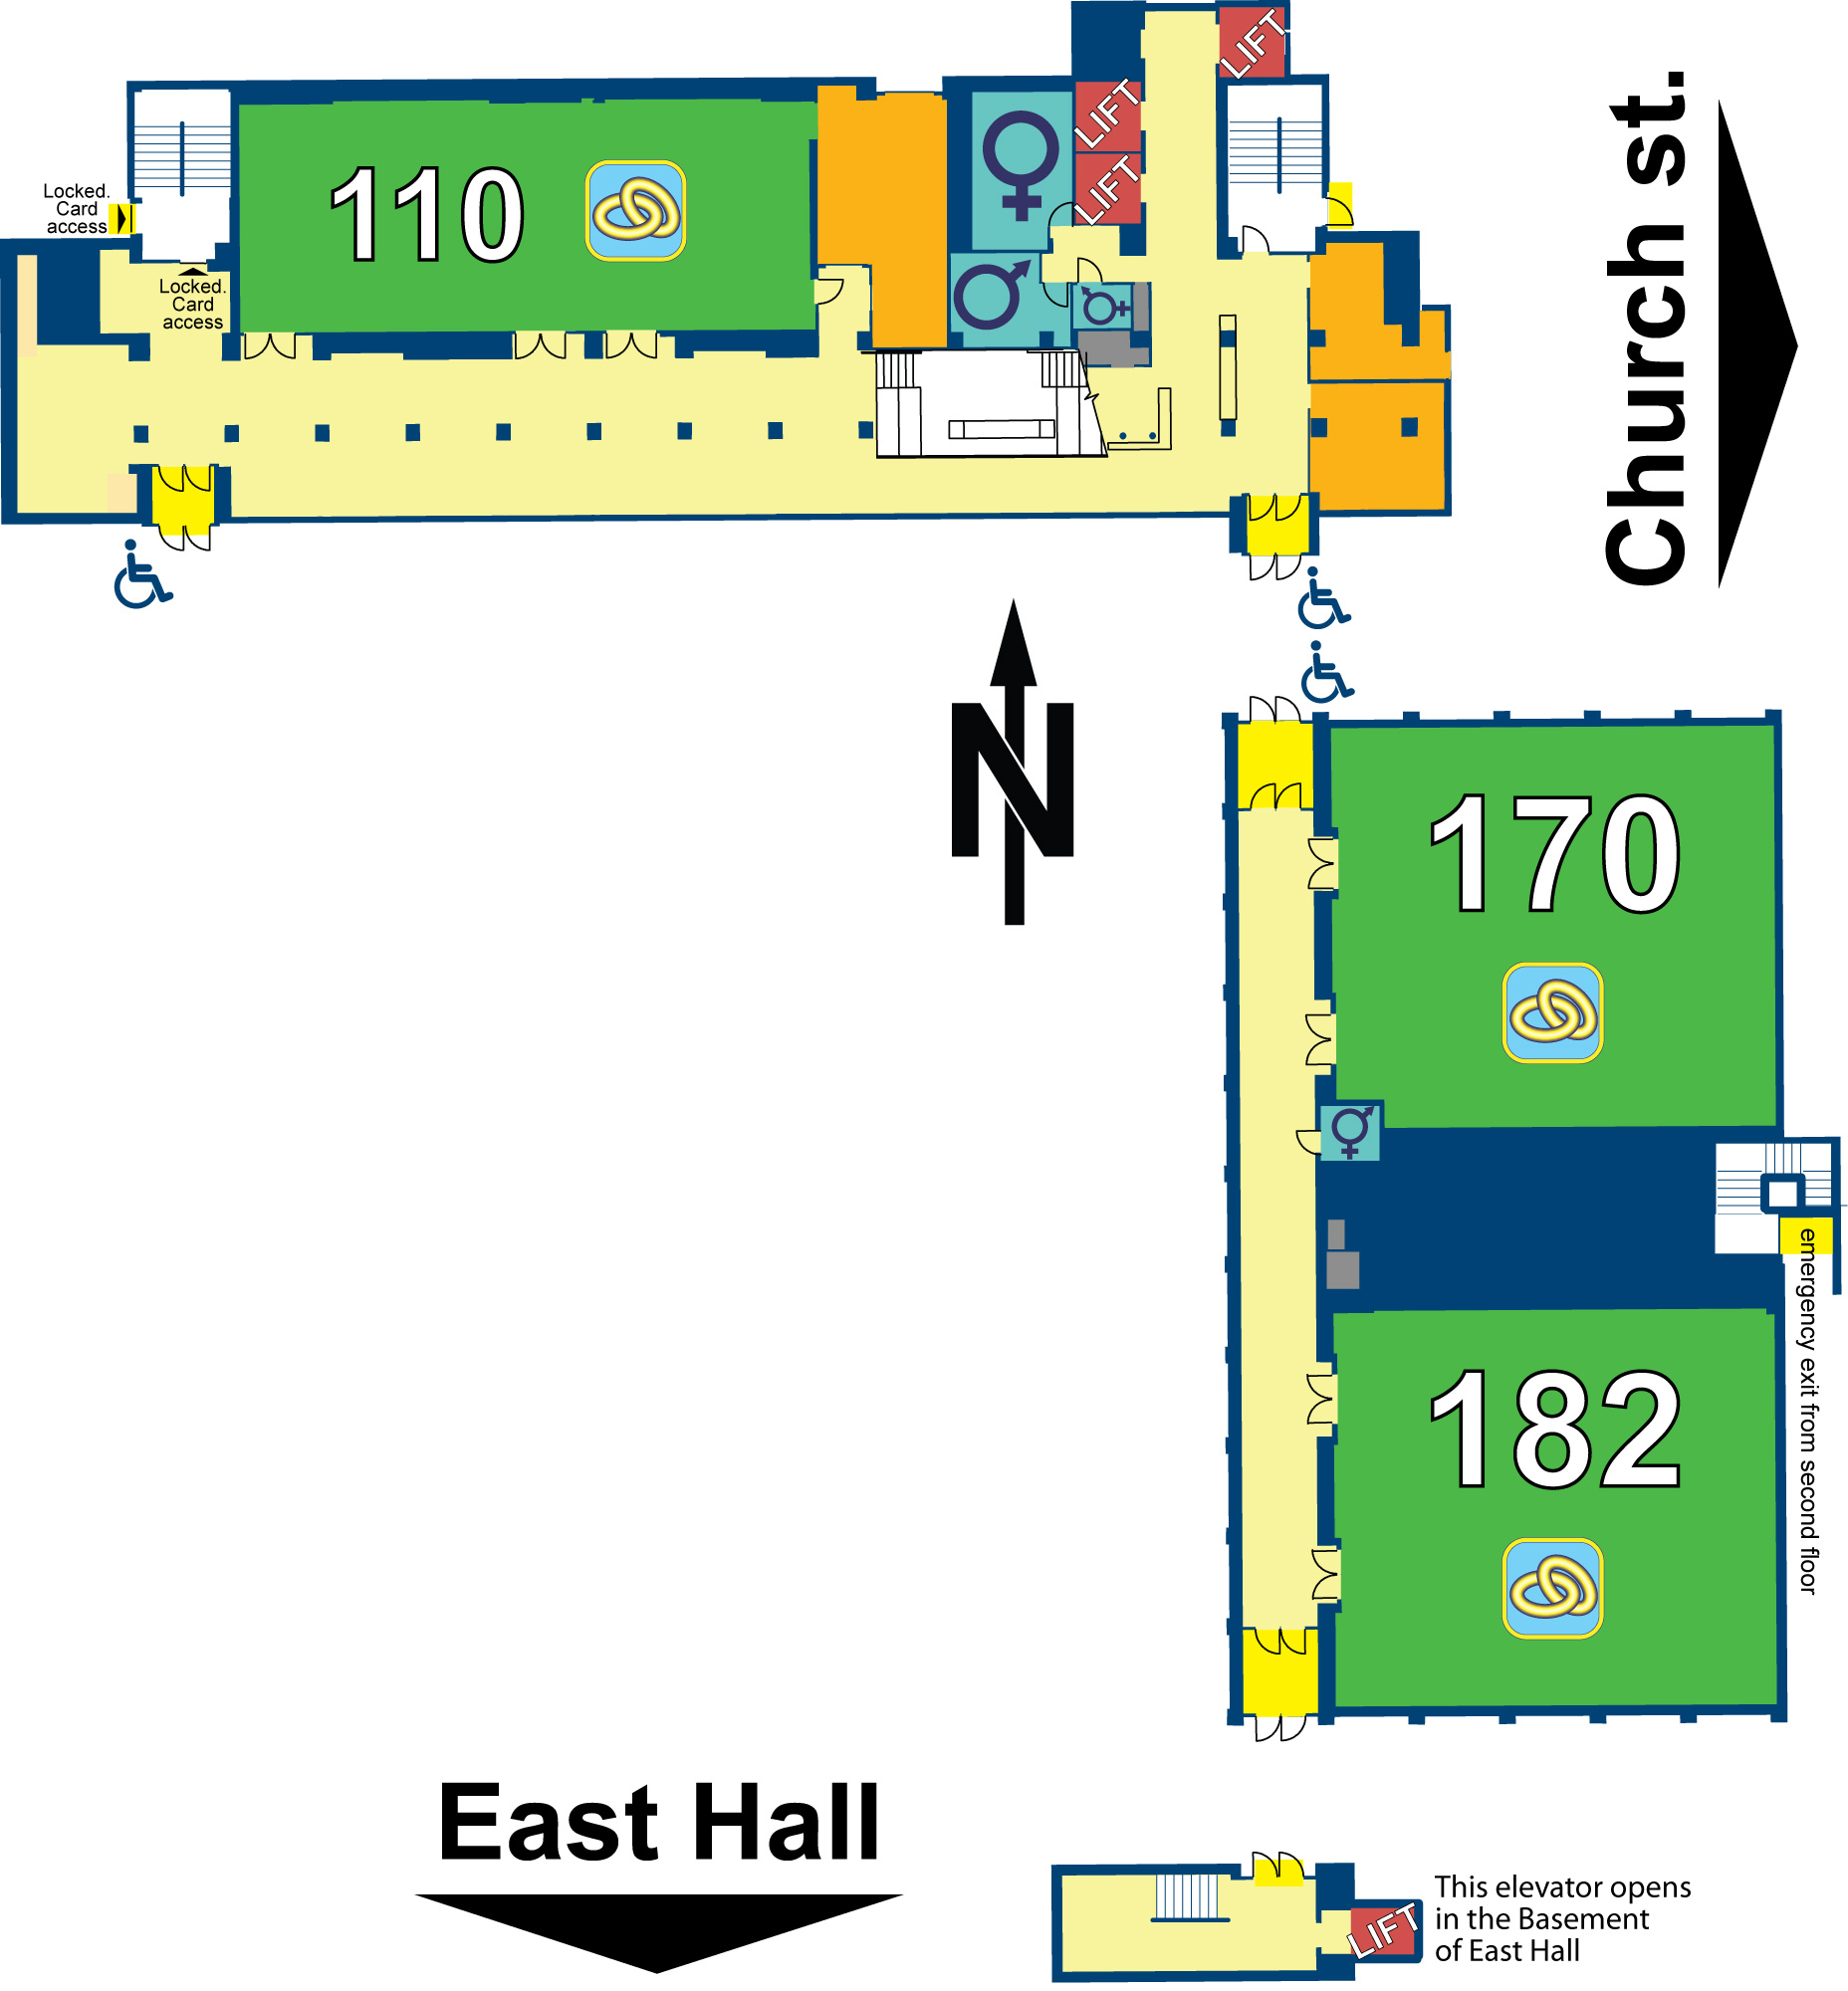 LIFT
LIFT
LIFT
Church st.
110
Locked.
Card
access
Locked.
Card
access
N
170
182
emergency exit from second floor
East Hall
This elevator opens
in the Basement
of East Hall
LIFT